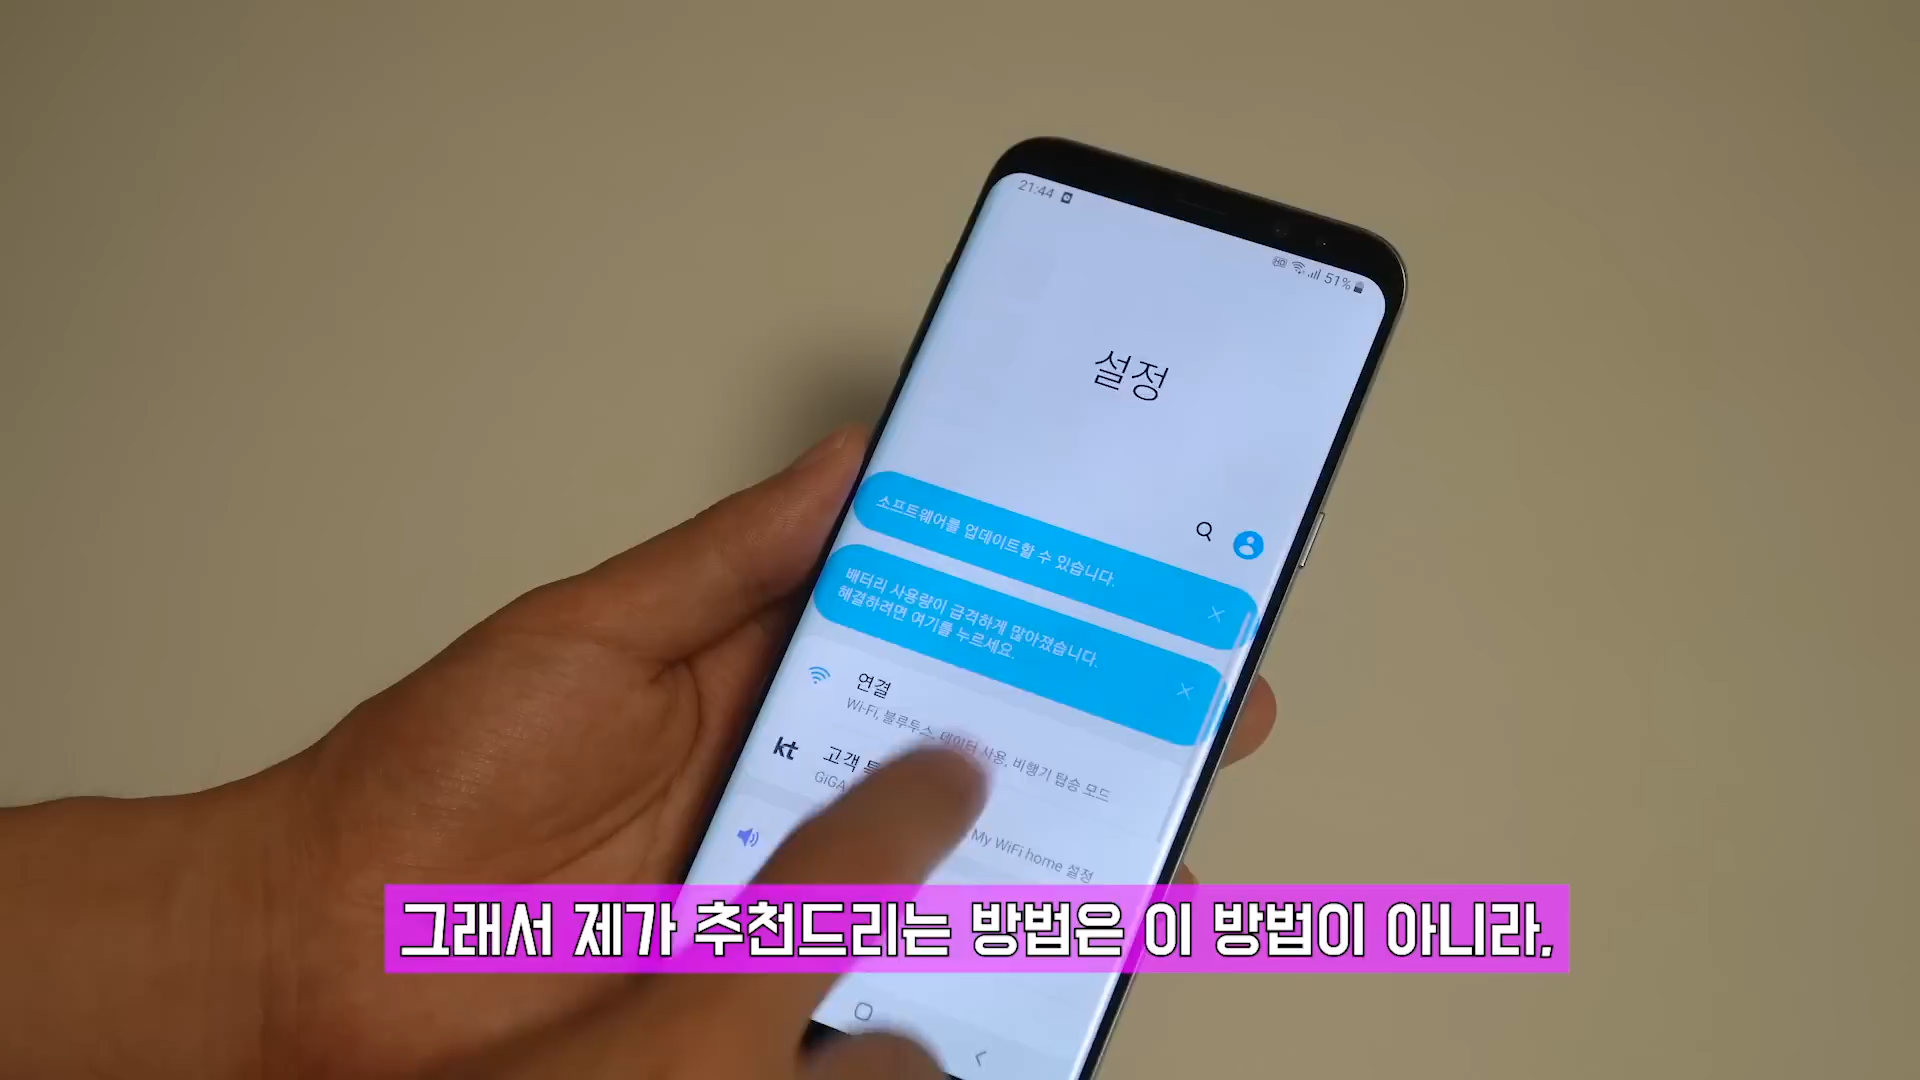 21:44
HD 51%
설정
소프트웨어를 업데이트할 수 있습니다.
배터리 사용량이 급격하게 많아졌습니다.
해결하려면 여기를 누르세요.
연결
Wi-Fi, 블루투스, 데이터 사용, 비행기 탑승 모드
kt 고객
GiGA My WiFi home 설정
그래서 제가 추천드리는 방법은 이 방법이 아니라,